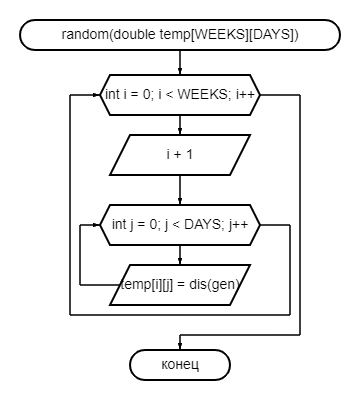 random(double temp[WEEKS][DAYS])
int i = 0; i < WEEKS; i++
i + 1
int j = 0; j < DAYS; j++
temp[i][j] = dis(gen)
конец